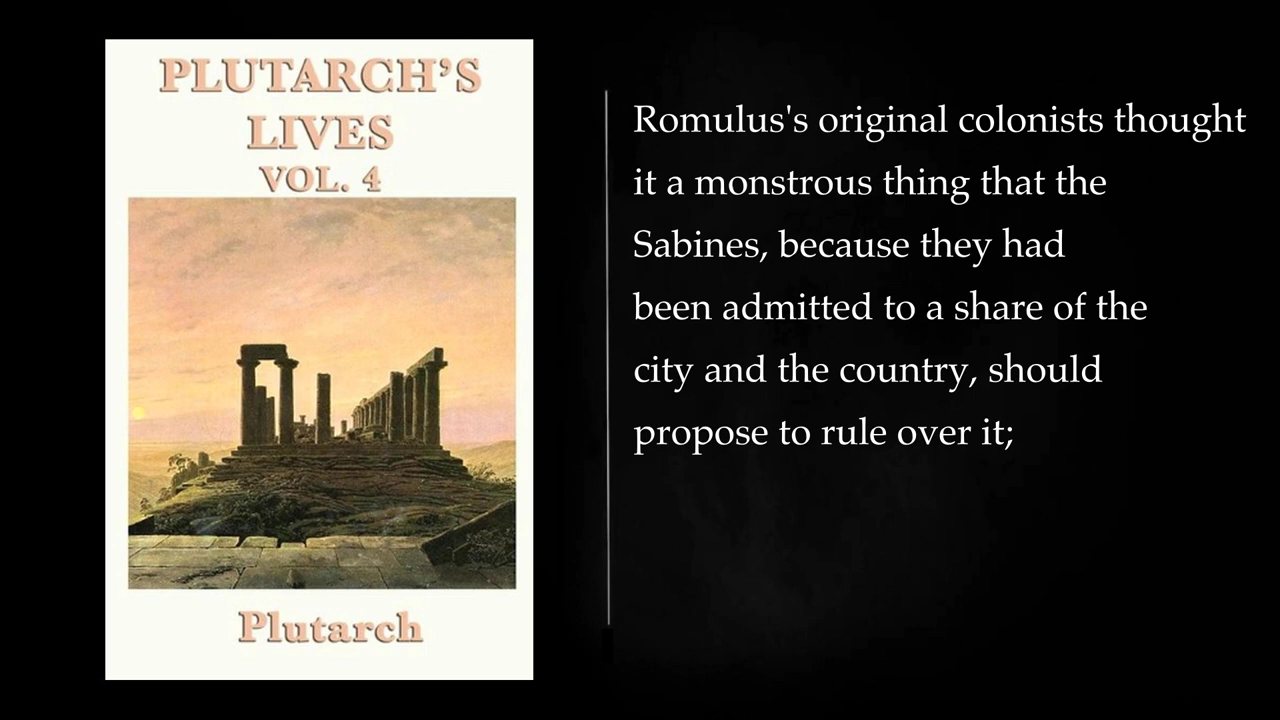 PLUTARCH'S
LIVES
VOL. 4
Plutarch
Romulus's original colonists thought
it a monstrous thing that the
Sabines, because they had
been admitted to a share of the
city and the country, should
propose to rule over it;